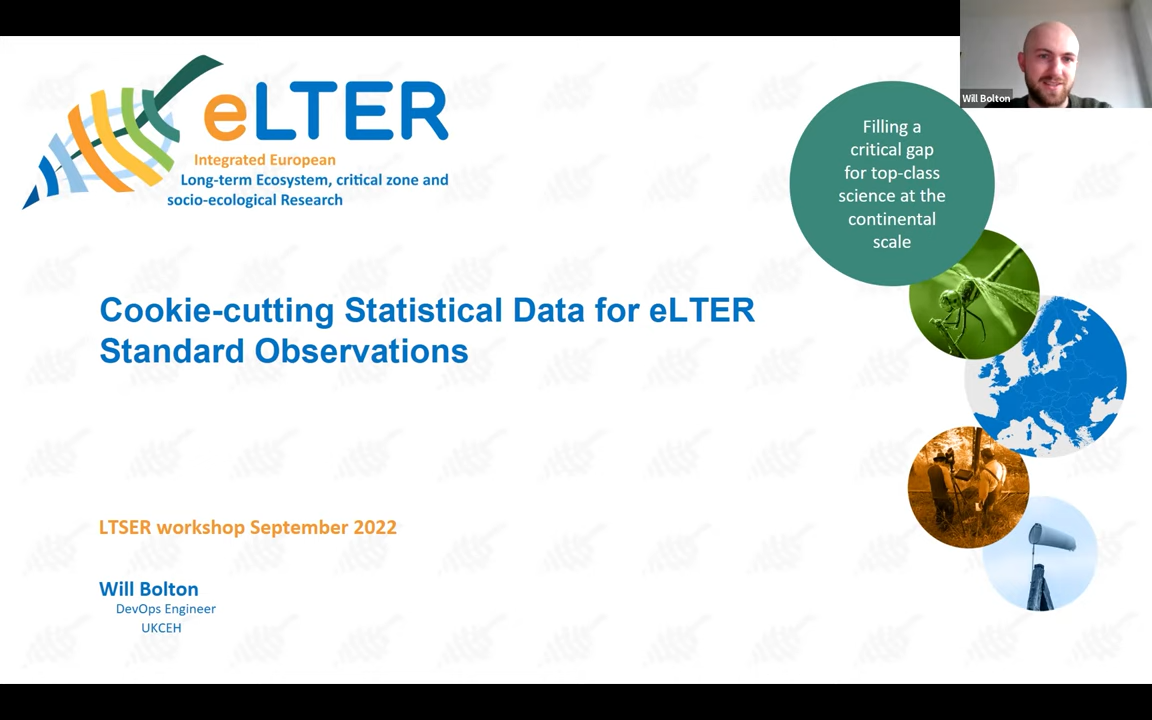 eLTER
Integrated European
Long-term Ecosystem, critical zone and
socio-ecological Research
Will Bolton
Filling a
critical gap
for top-class
science at the
continental
scale
Cookie-cutting Statistical Data for eLTER
Standard Observations
LTSER workshop September 2022
Will Bolton
DevOps Engineer
UKCEH